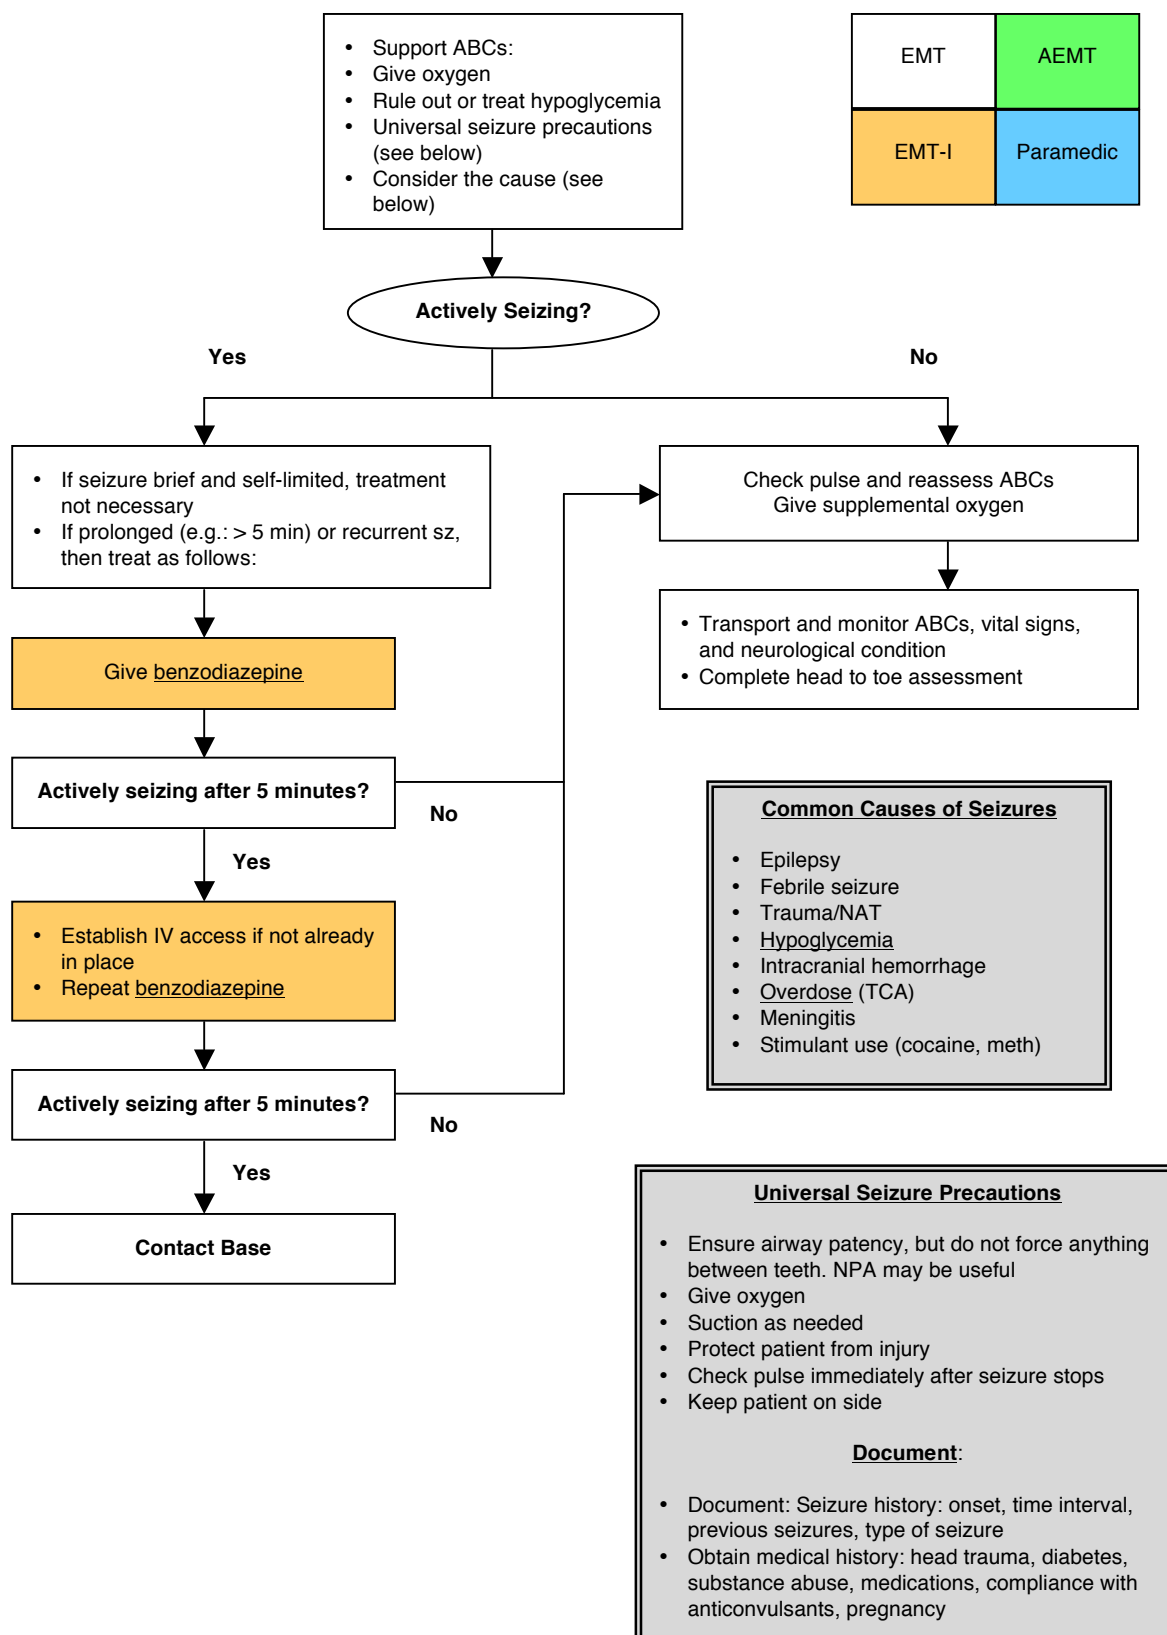 • Support ABCs:
• Give oxygen
• Rule out or treat hypoglycemia
• Universal seizure precautions
(see below)
• Consider the cause (see
below)
EMT
AEMT
EMT-I
Paramedic
Actively Seizing?
Yes
No
• If seizure brief and self-limited, treatment
not necessary
• If prolonged (e.g.: > 5 min) or recurrent sz,
then treat as follows:
Check pulse and reassess ABCs
Give supplemental oxygen
• Transport and monitor ABCs, vital signs,
and neurological condition
• Complete head to toe assessment
Give benzodiazepine
Actively seizing after 5 minutes?
No
Yes
• Establish IV access if not already
in place
• Repeat benzodiazepine
Actively seizing after 5 minutes?
No
Yes
Contact Base
Common Causes of Seizures
• Epilepsy
• Febrile seizure
• Trauma/NAT
• Hypoglycemia
• Intracranial hemorrhage
• Overdose (TCA)
• Meningitis
• Stimulant use (cocaine, meth)
Universal Seizure Precautions
• Ensure airway patency, but do not force anything
between teeth. NPA may be useful
• Give oxygen
• Suction as needed
• Protect patient from injury
• Check pulse immediately after seizure stops
• Keep patient on side
Document:
• Document: Seizure history: onset, time interval,
previous seizures, type of seizure
• Obtain medical history: head trauma, diabetes,
substance abuse, medications, compliance with
anticonvulsants, pregnancy